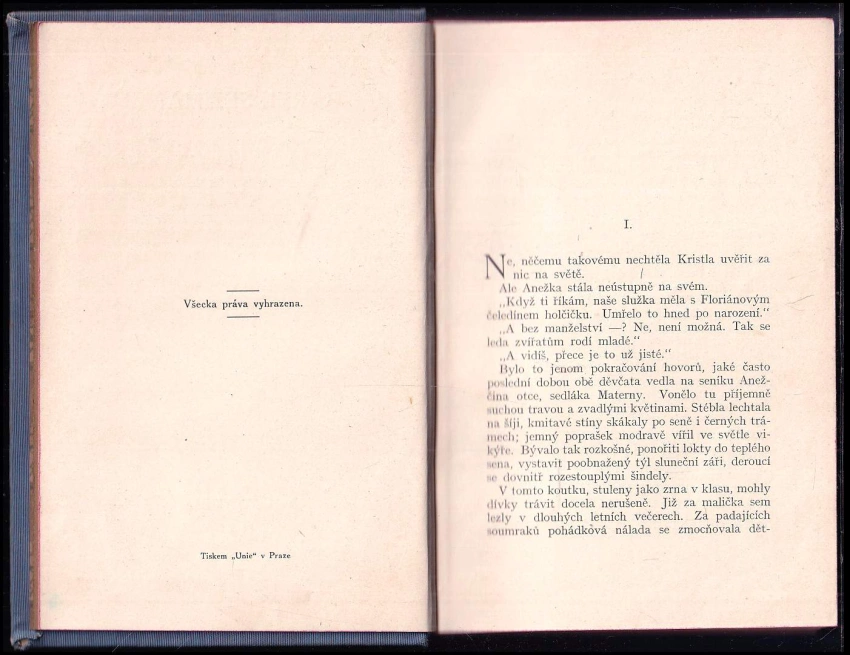 Všecka práva vyhrazena.
Tiskem „Unie“ v Praze
I.
Ne, něčemu takovému nechtěla Kristla uvěřit za
nic na světě.
Ale Anežka stála neústupně na svém.
„Když ti říkám, naše služka měla s Floriánovým
čeledínem holčičku. Umřelo to hned po narození.“
„A bez manželství —? Ne, není možná. Tak se
leda zvířatům rodí mladé.“
„A vidíš, přece je to už jisté.“
Bylo to jenom pokračování hovorů, jaké často
poslední dobou obě děvčata vedla na seníku Anež-
čina otce, sedláka Materny. Vonělo tu příjemně
suchou travou a zvadlými květinami. Stébla lechtala
na šíji, kmitavé stíny skákaly po seně i černých trá-
mech; jemný poprašek modravě vířil ve světle vi-
kýře. Bývalo tak rozkošné, ponořiti lokty do teplého
sena, vystavit poobnažený týl sluneční záři, deroucí
se dovnitř rozestouplými šindely.
V tomto koutku, stuleny jako zrna v klasu, mohly
dívky trávit docela nerušeně. Již za malička sem
lezly v dlouhých letních večerech. Za padajících
soumraků pohádková nálada se zmocňovala dět-